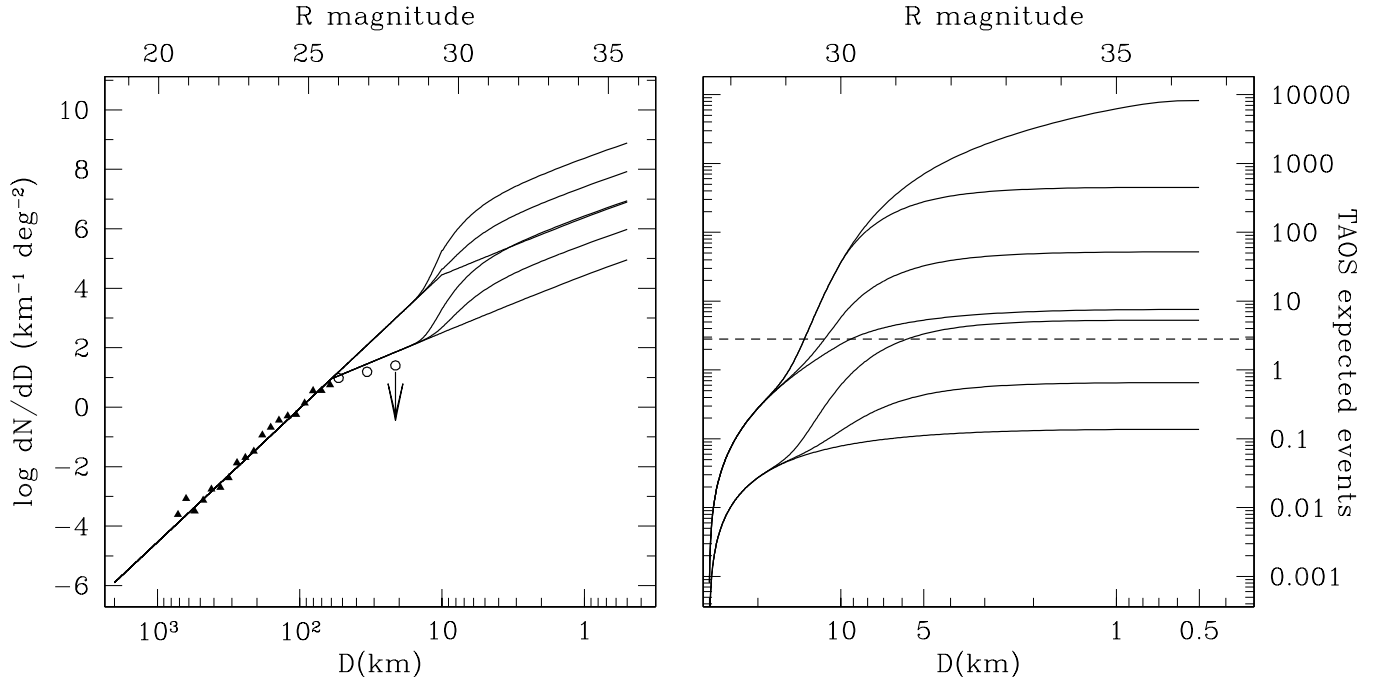 R magnitude
20 25 30 35
10
8
6
4
2
0
−2
−4
−6
log dN/dD (km⁻¹ deg⁻²)
10³ 10² 10 1
D(km)
R magnitude
30 35
10000
1000
100
10
1
0.1
0.01
0.001
TAOS expected events
10 5 1 0.5
D(km)